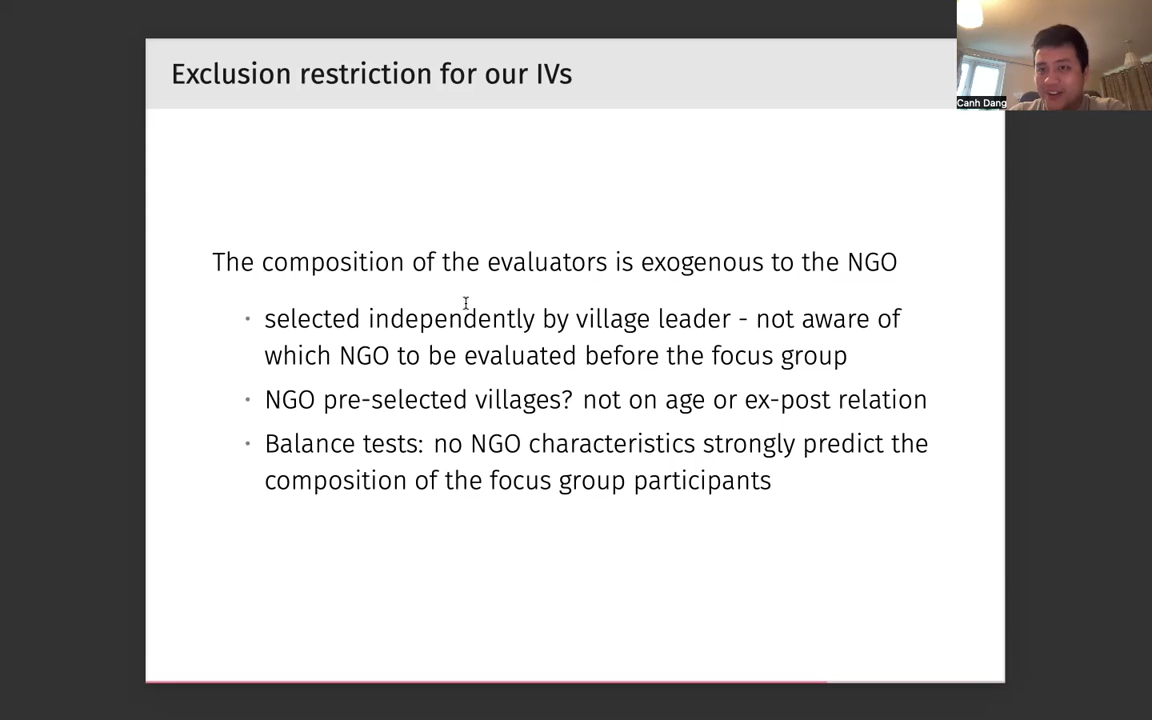 Exclusion restriction for our IVs
Canh Dang
The composition of the evaluators is exogenous to the NGO
· selected independently by village leader - not aware of
which NGO to be evaluated before the focus group
· NGO pre-selected villages? not on age or ex-post relation
· Balance tests: no NGO characteristics strongly predict the
composition of the focus group participants